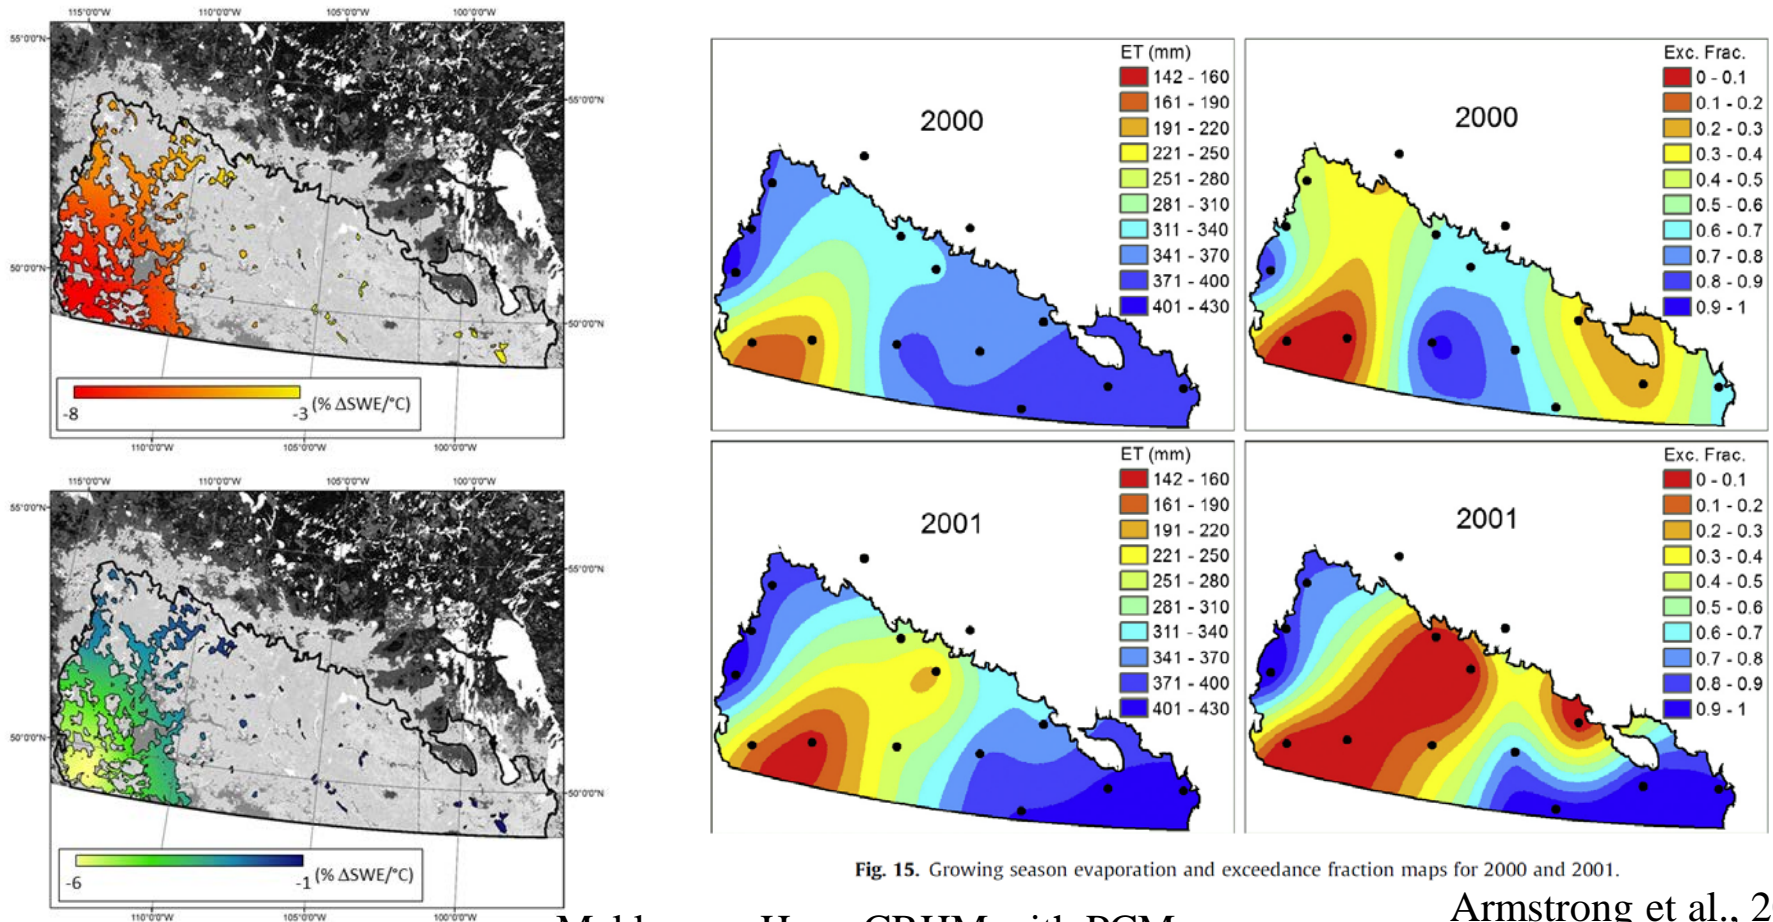 115°0'0"W 110°0'0"W 105°0'0"W 100°0'0"W
55°0'0"N
55°0'0"N
50°0'0"N
50°0'0"N
-8 -3 (% ΔSWE/°C)
110°0'0"W 105°0'0"W 100°0'0"W
115°0'0"W 110°0'0"W 105°0'0"W 100°0'0"W
55°0'0"N
55°0'0"N
50°0'0"N
50°0'0"N
-6 -1 (% ΔSWE/°C)
110°0'0"W 105°0'0"W 100°0'0"W
2000
ET (mm)
142 - 160
161 - 190
191 - 220
221 - 250
251 - 280
281 - 310
311 - 340
341 - 370
371 - 400
401 - 430
2000
Exc. Frac.
0 - 0.1
0.1 - 0.2
0.2 - 0.3
0.3 - 0.4
0.4 - 0.5
0.5 - 0.6
0.6 - 0.7
0.7 - 0.8
0.8 - 0.9
0.9 - 1
2001
ET (mm)
142 - 160
161 - 190
191 - 220
221 - 250
251 - 280
281 - 310
311 - 340
341 - 370
371 - 400
401 - 430
2001
Exc. Frac.
0 - 0.1
0.1 - 0.2
0.2 - 0.3
0.3 - 0.4
0.4 - 0.5
0.5 - 0.6
0.6 - 0.7
0.7 - 0.8
0.8 - 0.9
0.9 - 1
Fig. 15. Growing season evaporation and exceedance fraction maps for 2000 and 2001.
Armstrong et al., 2